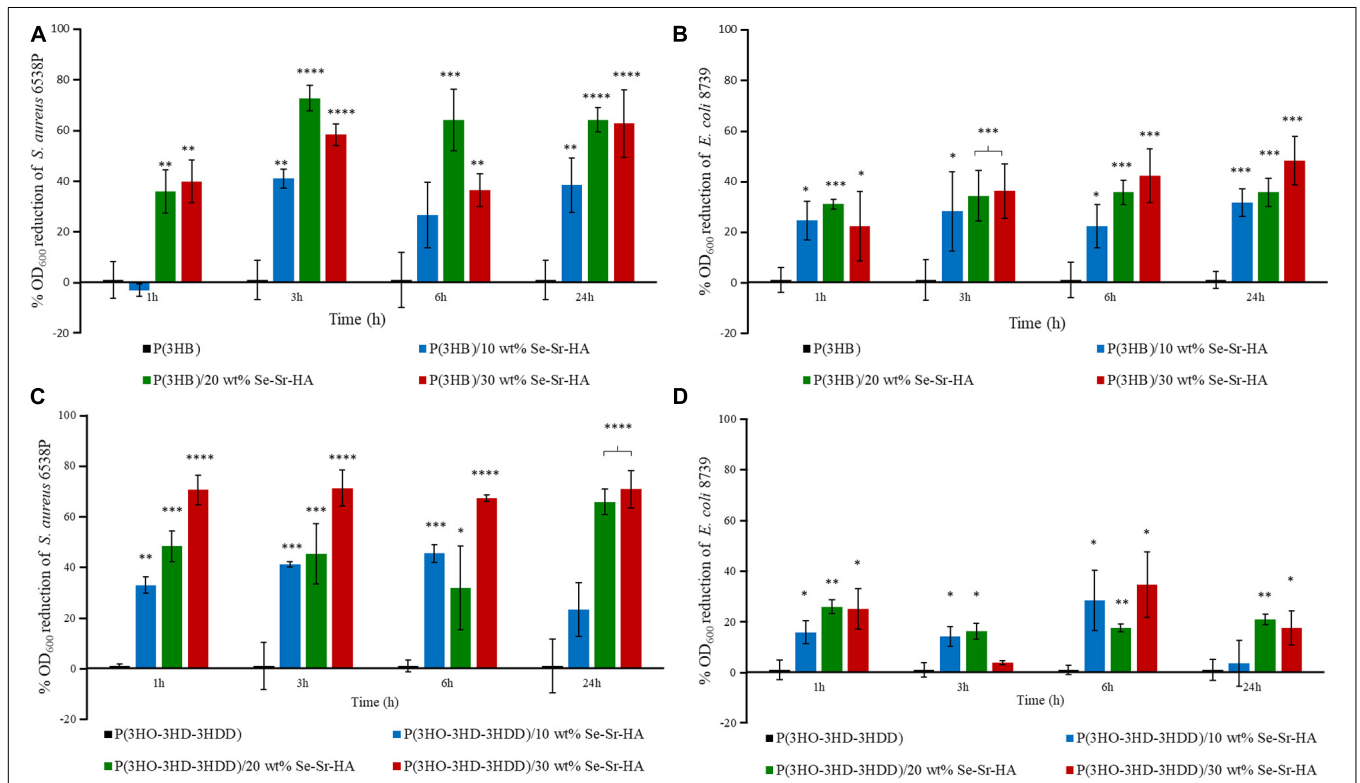 A
% OD600 reduction of S. aureus 6538P
100
80
60
40
20
0
-20
**
**
**
****
****
***
**
**
****
****
1h
3h
6h
24h
Time (h)
P(3HB)
P(3HB)/10 wt% Se-Sr-HA
P(3HB)/20 wt% Se-Sr-HA
P(3HB)/30 wt% Se-Sr-HA
B
% OD600 reduction of E. coli 8739
100
80
60
40
20
0
-20
*
***
*
*
***
*
***
***
***
***
***
1h
3h
6h
24h
Time (h)
P(3HB)
P(3HB)/10 wt% Se-Sr-HA
P(3HB)/20 wt% Se-Sr-HA
P(3HB)/30 wt% Se-Sr-HA
C
% OD600 reduction of S. aureus 6538P
100
80
60
40
20
0
-20
**
***
****
***
***
****
***
*
****
****
1h
3h
6h
24h
Time (h)
P(3HO-3HD-3HDD)
P(3HO-3HD-3HDD)/10 wt% Se-Sr-HA
P(3HO-3HD-3HDD)/20 wt% Se-Sr-HA
P(3HO-3HD-3HDD)/30 wt% Se-Sr-HA
D
% OD600 reduction of E. coli 8739
100
80
60
40
20
0
-20
*
**
*
*
*
*
**
*
**
*
1h
3h
6h
24h
Time (h)
P(3HO-3HD-3HDD)
P(3HO-3HD-3HDD)/10 wt% Se-Sr-HA
P(3HO-3HD-3HDD)/20 wt% Se-Sr-HA
P(3HO-3HD-3HDD)/30 wt% Se-Sr-HA